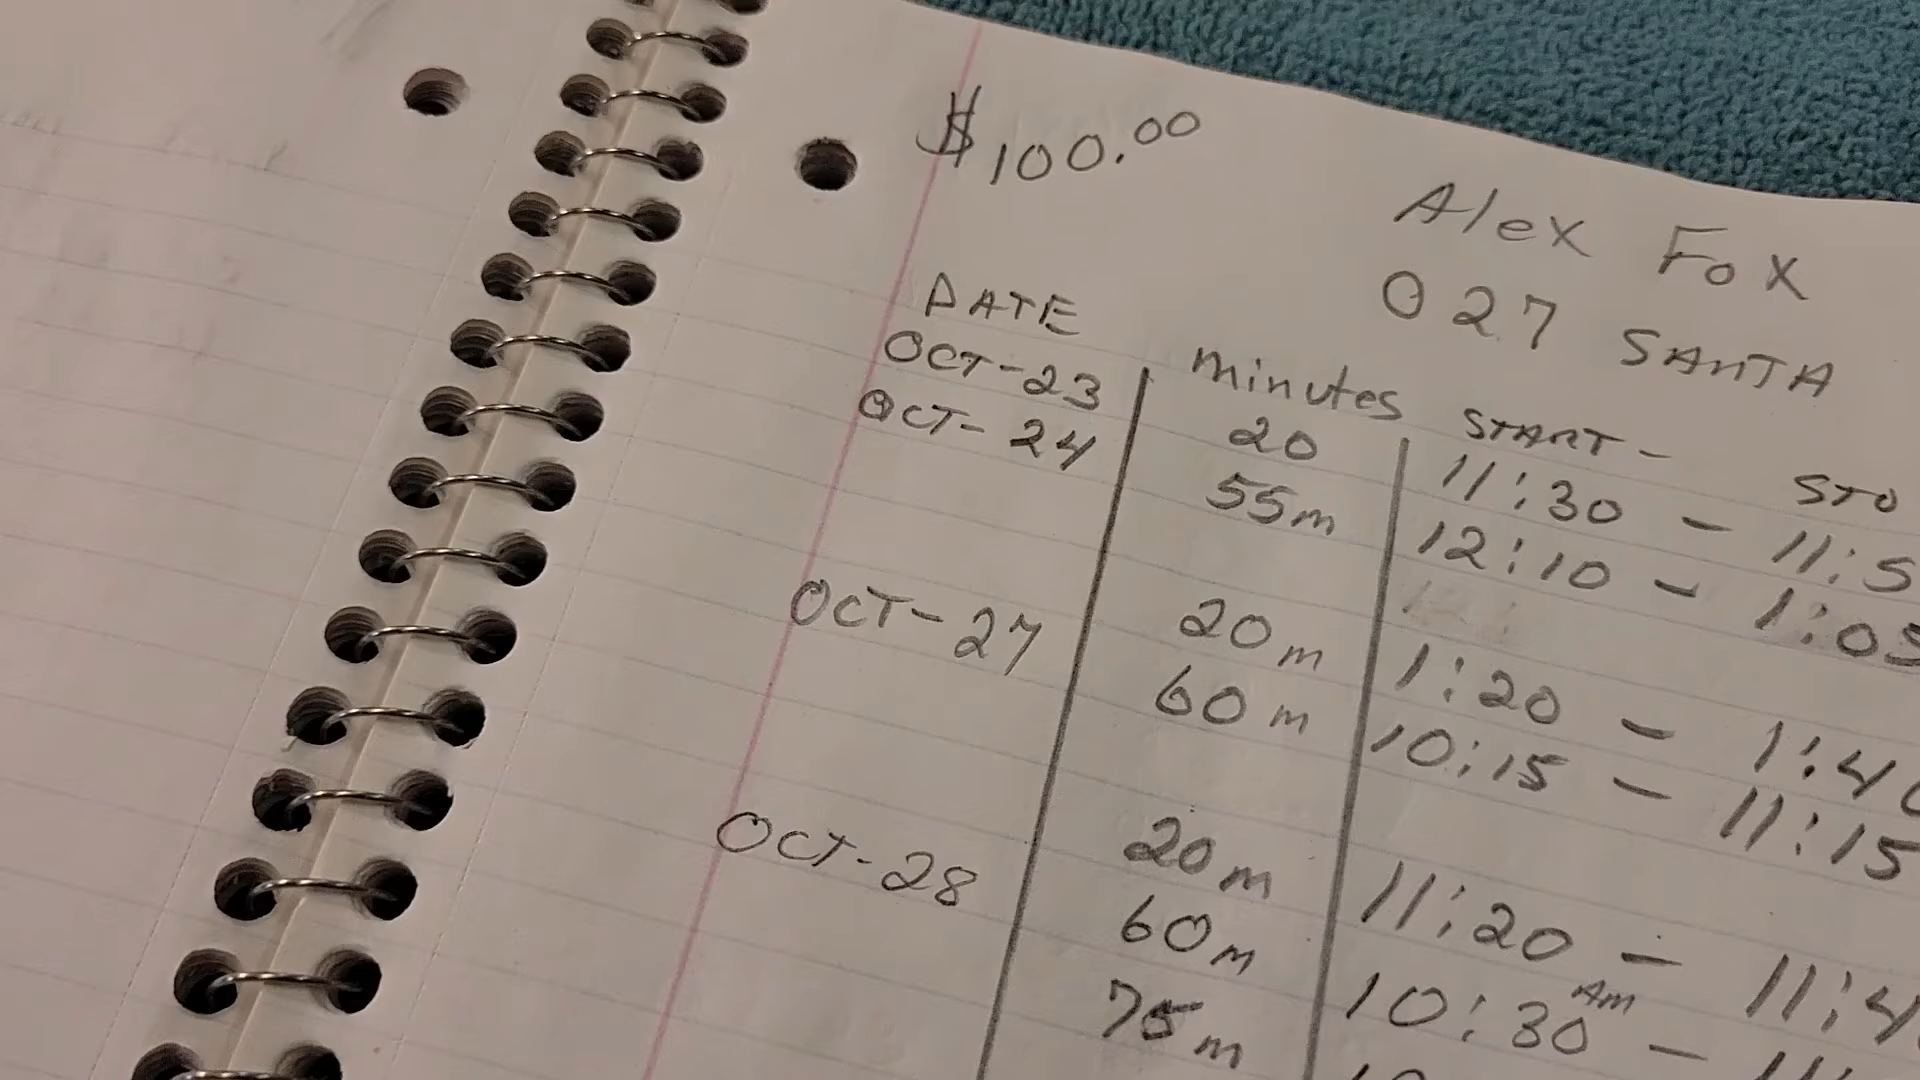 $100.00
Alex Fox
027 SANTA
DATE minutes START - STO
OCT-23 20 11:30 - 11:5
OCT-24 55m 12:10 - 1:05
20m 1:20 - 1:40
OCT-27 60m 10:15 - 11:15
20m 11:20 - 11:4
OCT-28 60m 10:30 AM - 11
75m